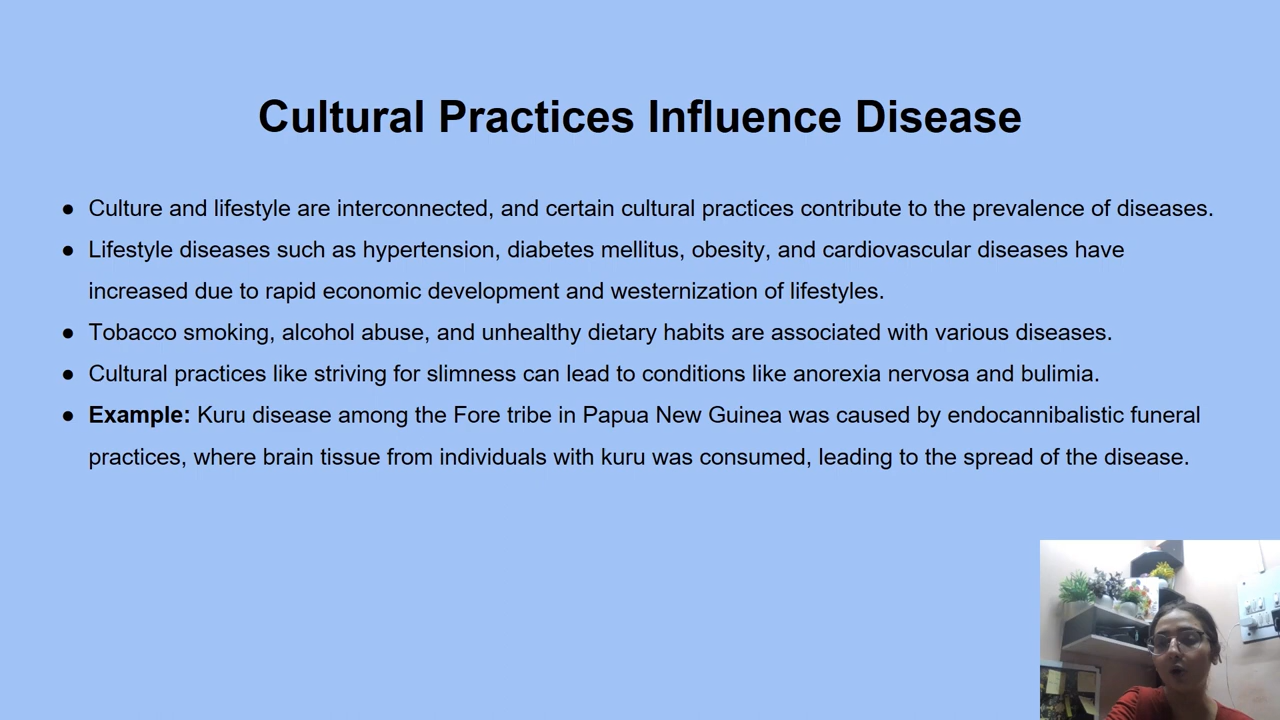 Cultural Practices Influence Disease
● Culture and lifestyle are interconnected, and certain cultural practices contribute to the prevalence of diseases.
● Lifestyle diseases such as hypertension, diabetes mellitus, obesity, and cardiovascular diseases have
increased due to rapid economic development and westernization of lifestyles.
● Tobacco smoking, alcohol abuse, and unhealthy dietary habits are associated with various diseases.
● Cultural practices like striving for slimness can lead to conditions like anorexia nervosa and bulimia.
● Example: Kuru disease among the Fore tribe in Papua New Guinea was caused by endocannibalistic funeral
practices, where brain tissue from individuals with kuru was consumed, leading to the spread of the disease.